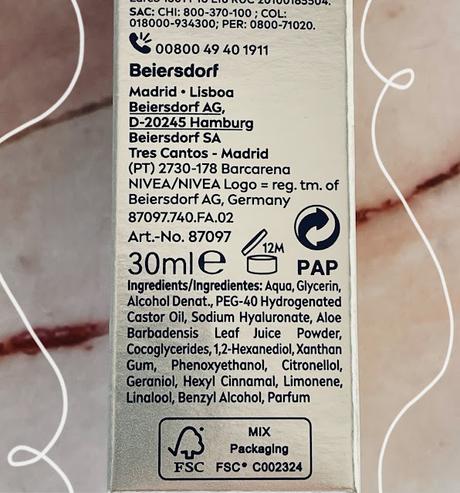 SAC: CHI: 800-370-100 ; COL:
018000-934300; PER: 0800-71020.
00800 49 40 1911
Beiersdorf
Madrid • Lisboa
Beiersdorf AG,
D-20245 Hamburg
Beiersdorf SA
Tres Cantos - Madrid
(PT) 2730-178 Barcarena
NIVEA/NIVEA Logo = reg. tm. of
Beiersdorf AG, Germany
87097.740.FA.02
Art.-No. 87097
12M
30ml℮
PAP
Ingredients/Ingredientes: Aqua, Glycerin,
Alcohol Denat., PEG-40 Hydrogenated
Castor Oil, Sodium Hyaluronate, Aloe
Barbadensis Leaf Juice Powder,
Cocoglycerides, 1,2-Hexanediol, Xanthan
Gum, Phenoxyethanol, Citronellol,
Geraniol, Hexyl Cinnamal, Limonene,
Linalool, Benzyl Alcohol, Parfum
FSC
MIX
Packaging
FSC® C002324